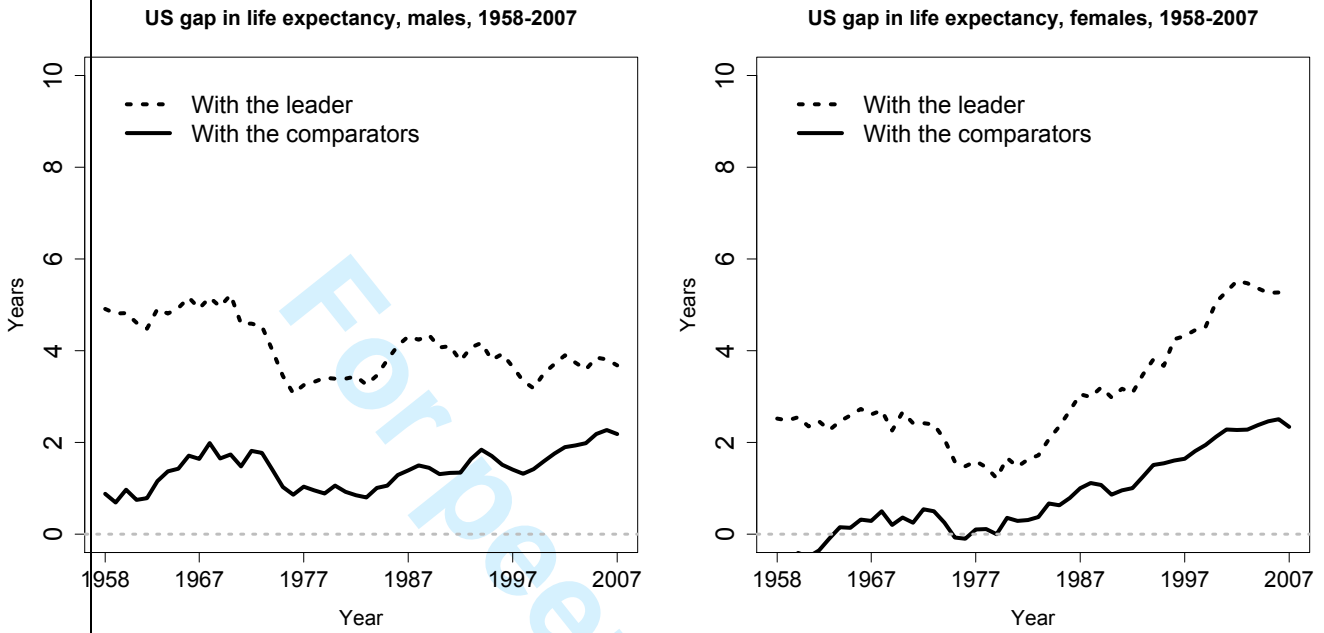 US gap in life expectancy, males, 1958-2007
10
8
6
4
2
0
Years
With the leader
With the comparators
1958 1967 1977 1987 1997 2007
Year
US gap in life expectancy, females, 1958-2007
10
8
6
4
2
0
Years
With the leader
With the comparators
1958 1967 1977 1987 1997 2007
Year
For pee